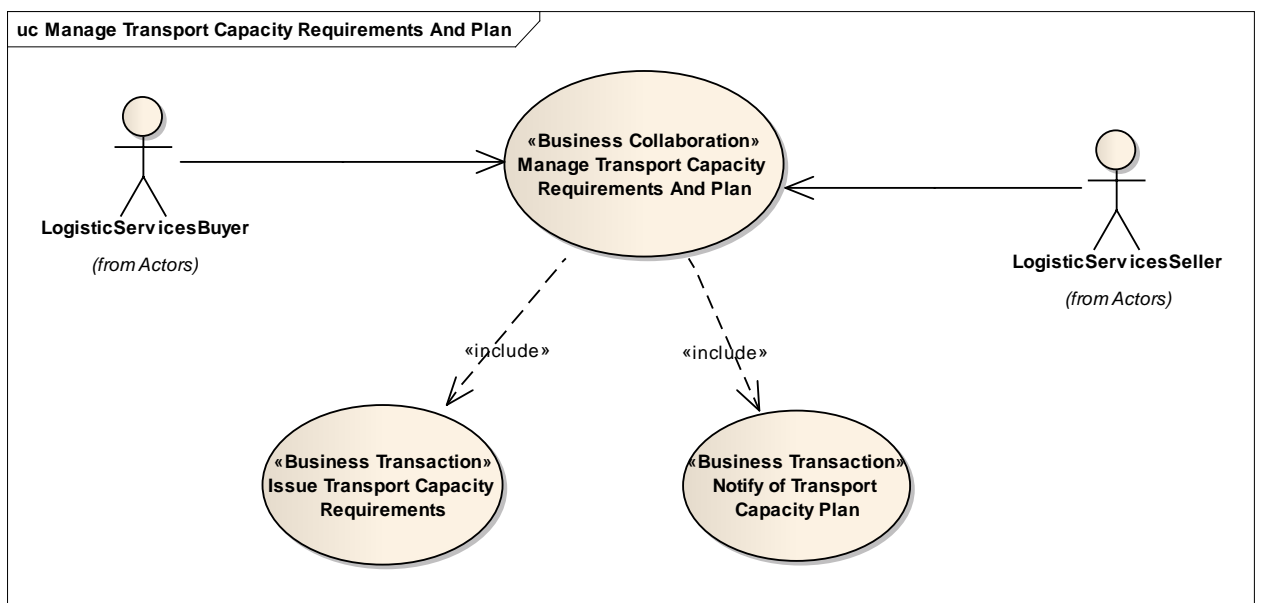 uc Manage Transport Capacity Requirements And Plan
«Business Collaboration»
Manage Transport Capacity
Requirements And Plan
LogisticServicesBuyer
(from Actors)
LogisticServicesSeller
(from Actors)
«include»
«include»
«Business Transaction»
Issue Transport Capacity
Requirements
«Business Transaction»
Notify of Transport
Capacity Plan